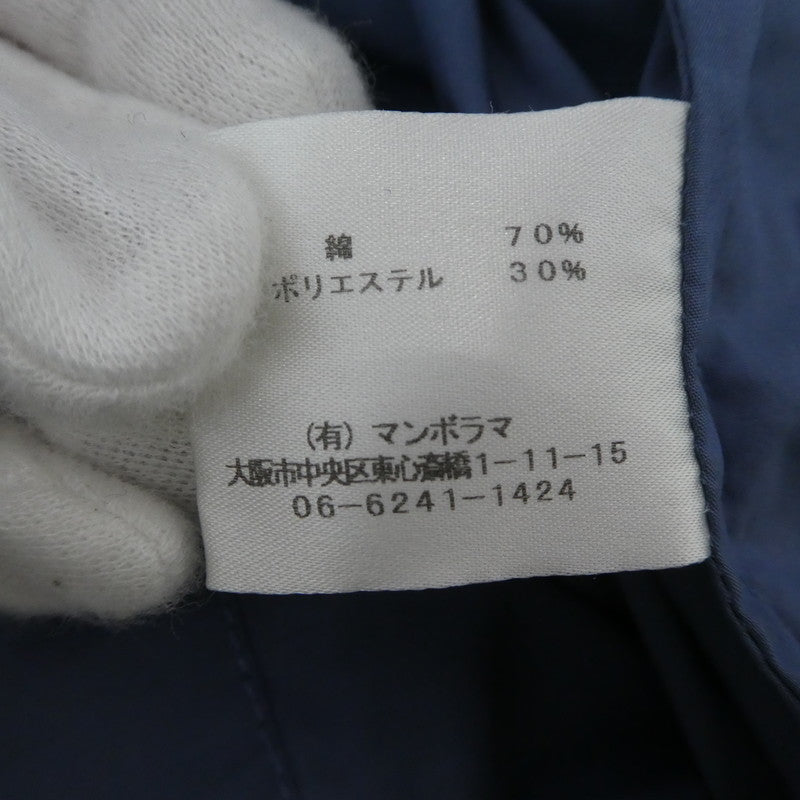 綿 70%
ポリエステル 30%
(有) マンボラマ
大阪市中央区東心斎橋1-11-15
06-6241-1424